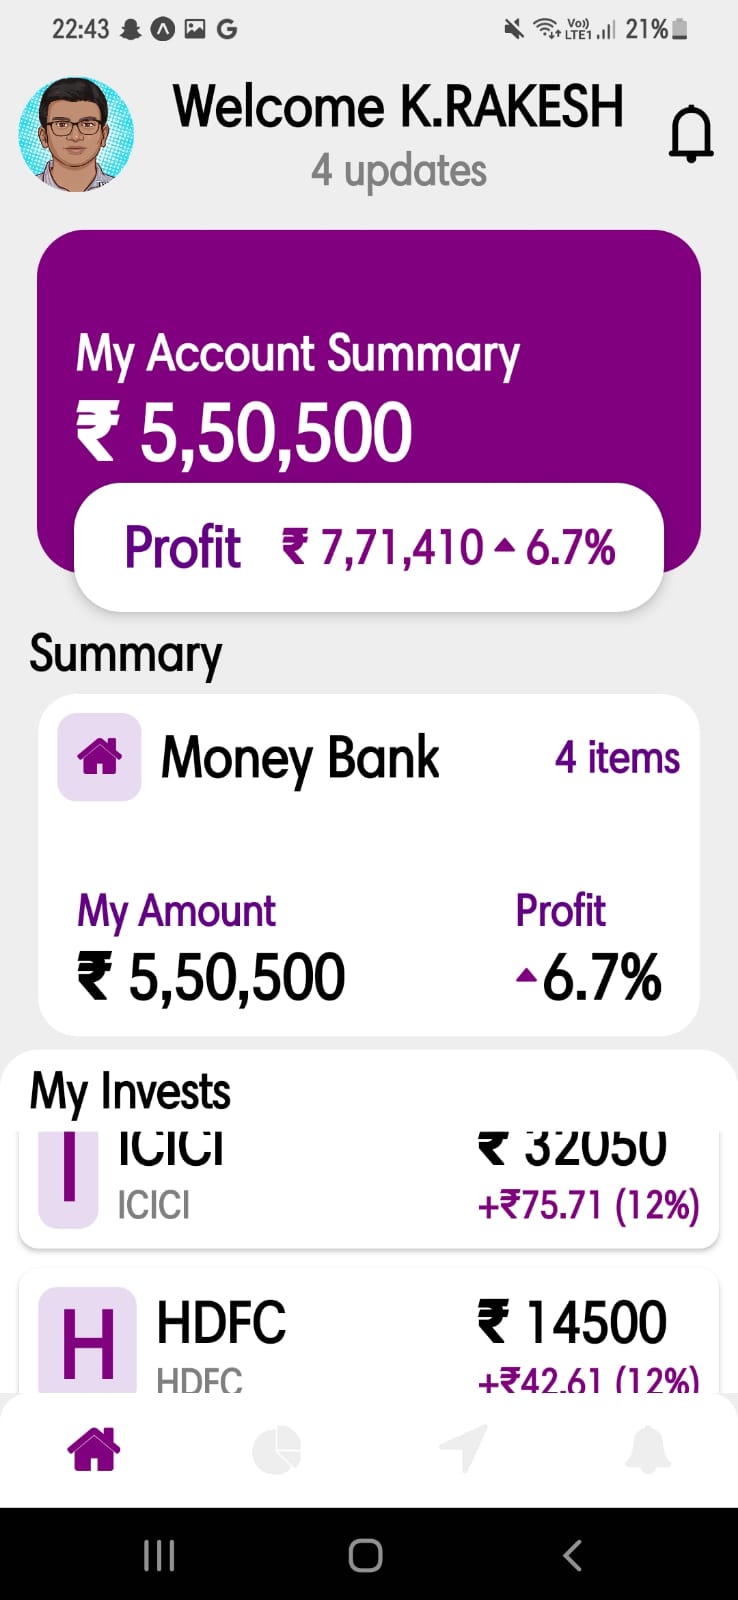 22:43 G Vo)) LTE1 21%
Welcome K.RAKESH
4 updates
My Account Summary
₹ 5,50,500
Profit ₹ 7,71,410 6.7%
Summary
Money Bank 4 items
My Amount Profit
₹ 5,50,500 6.7%
My Invests
I ICICI ₹ 32050
ICICI +₹75.71 (12%)
H HDFC ₹ 14500
HDFC +₹42.61 (12%)